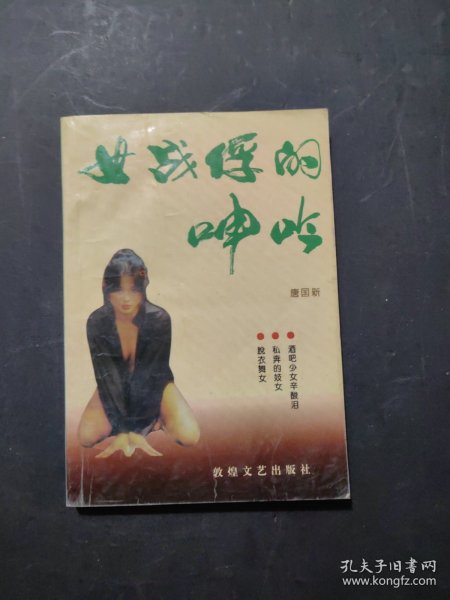 女战俘的
呻吟
唐国新
●酒吧少女辛酸泪
●私奔的妓女
●脱衣舞女
敦煌文艺出版社
孔夫子旧书网
www.kongfz.com